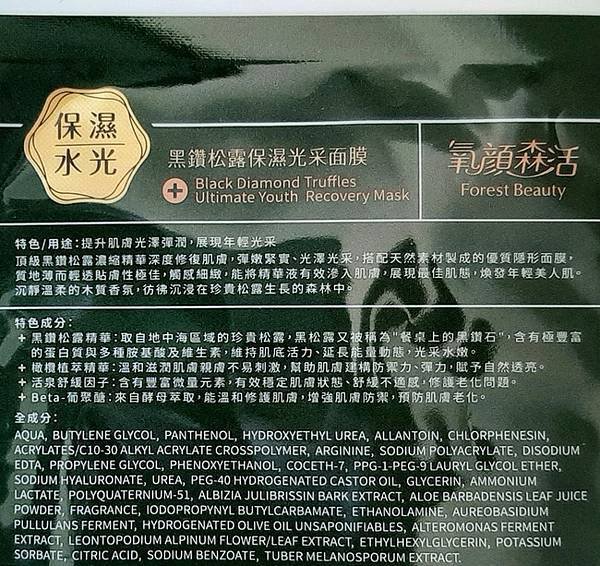 保濕
水光
黑鑽松露保濕光采面膜
Black Diamond Truffles
Ultimate Youth Recovery Mask
氧顏森活
Forest Beauty
特色/用途:提升肌膚光澤彈潤,展現年輕光采
頂級黑鑽松露濃縮精華深度修復肌膚,彈嫩緊實、光澤光采,搭配天然素材製成的優質隱形面膜,
質地薄而輕透貼膚性極佳,觸感細緻,能將精華液有效滲入肌膚,展現最佳肌態,煥發年輕美人肌。
沉靜溫柔的木質香氛,彷彿沉浸在珍貴松露生長的森林中。
特色成分:
+ 黑鑽松露精華:取自地中海區域的珍貴松露,黑松露又被稱為"餐桌上的黑鑽石",含有極豐富
的蛋白質與多種胺基酸及維生素,維持肌底活力、延長能量動態,光采水嫩。
+ 橄欖植萃精華:溫和滋潤肌膚親膚不易刺激,幫助肌膚建構防禦力、彈力,賦予自然透亮。
+ 活泉舒緩因子:含有豐富微量元素,有效穩定肌膚狀態、舒緩不適感,修護老化問題。
+ Beta-葡聚醣:來自酵母萃取,能溫和保濕肌膚,增強肌膚防禦,預防肌膚老化。
全成分:
AQUA, BUTYLENE GLYCOL, PANTHENOL, HYDROXYETHYL UREA, ALLANTOIN, CHLORPHENESIN,
ACRYLATES/C10-30 ALKYL ACRYLATE CROSSPOLYMER, ARGININE, SODIUM POLYACRYLATE, DISODIUM
EDTA, PROPYLENE GLYCOL, PHENOXYETHANOL, COCETH-7, PPG-1-PEG-9 LAURYL GLYCOL ETHER,
SODIUM HYALURONATE, UREA, PEG-40 HYDROGENATED CASTOR OIL, GLYCERIN, AMMONIUM
LACTATE, POLYQUATERNIUM-51, ALBIZIA JULIBRISSIN BARK EXTRACT, ALOE BARBADENSIS LEAF JUICE
POWDER, FRAGRANCE, IODOPROPYNYL BUTYLCARBAMATE, ETHANOLAMINE, AUREOBASIDIUM
PULLULANS FERMENT, HYDROGENATED OLIVE OIL UNSAPONIFIABLES, ALTEROMONAS FERMENT
EXTRACT, LEONTOPODIUM ALPINUM FLOWER/LEAF EXTRACT, ETHYLHEXYLGLYCERIN, POTASSIUM
SORBATE, CITRIC ACID, SODIUM BENZOATE, TUBER MELANOSPORUM EXTRACT.